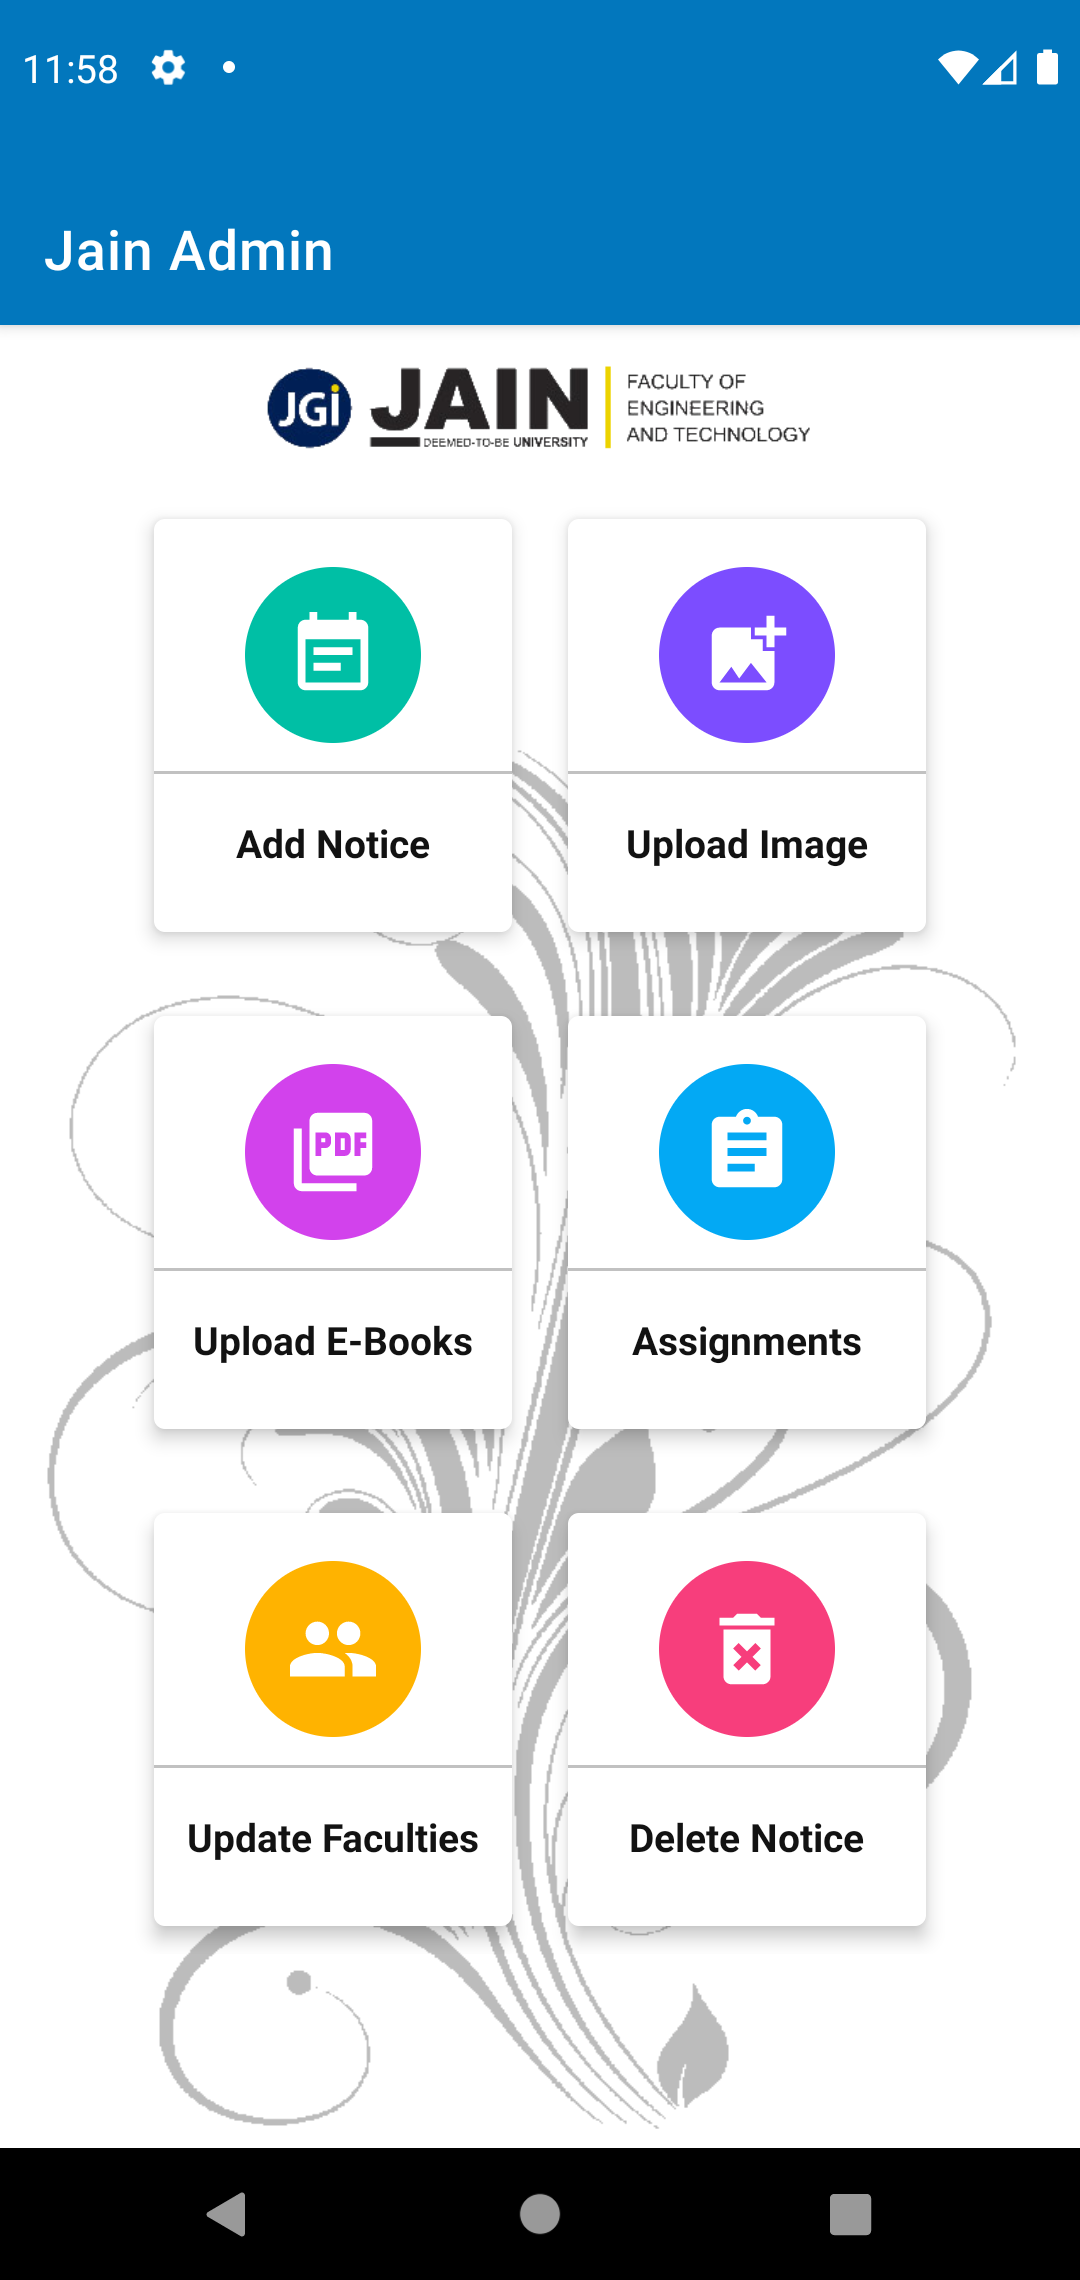 11:58
Jain Admin
JGi JAIN
DEEMED-TO-BE UNIVERSITY
FACULTY OF
ENGINEERING
AND TECHNOLOGY
Add Notice
Upload Image
PDF
Upload E-Books
Assignments
Update Faculties
Delete Notice